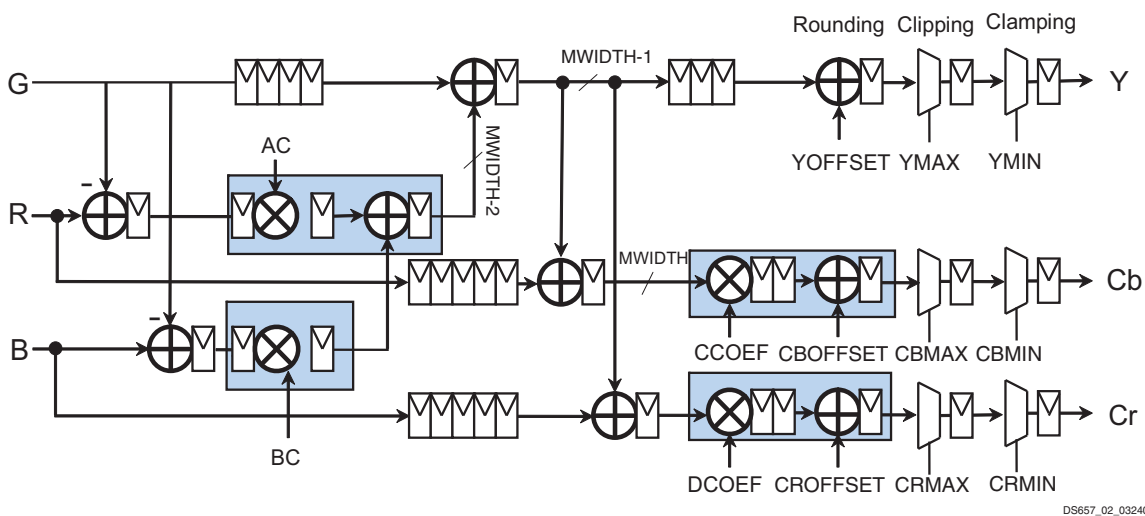 Rounding Clipping Clamping
G
MWIDTH-1
Y
AC
MWIDTH-2
YOFFSET YMAX YMIN
-
R
MWIDTH
Cb
-
B
CCOEF CBOFFSET CBMAX CBMIN
Cr
BC
DCOEF CROFFSET CRMAX CRMIN